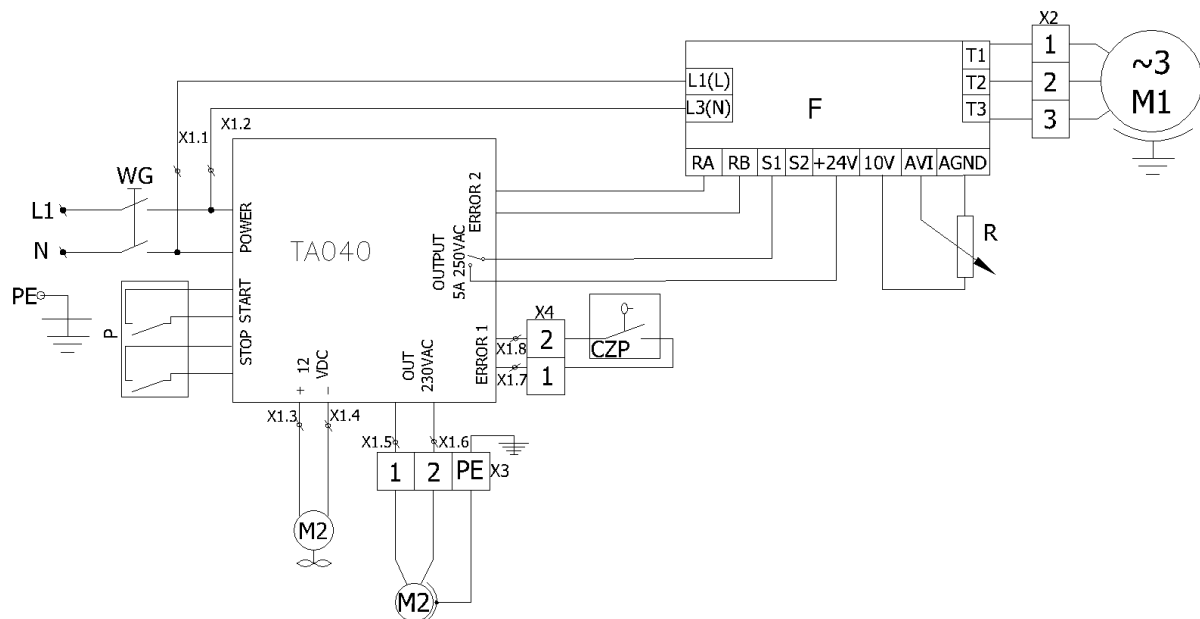 X2
T1
1
L1(L)
T2
2
~3
M1
L3(N)
F
T3
3
X1.1
X1.2
RA RB S1 S2 +24V 10V AVI AGND
WG
L1
N
POWER
TA040
ERROR 2
OUTPUT
5A 250VAC
R
PE
P
START
STOP
X4
2
CZP
1
X1.8
X1.7
ERROR 1
+ 12
VDC -
OUT
230VAC
X1.3
X1.4
X1.5
X1.6
1 2 PE X3
M2
M2